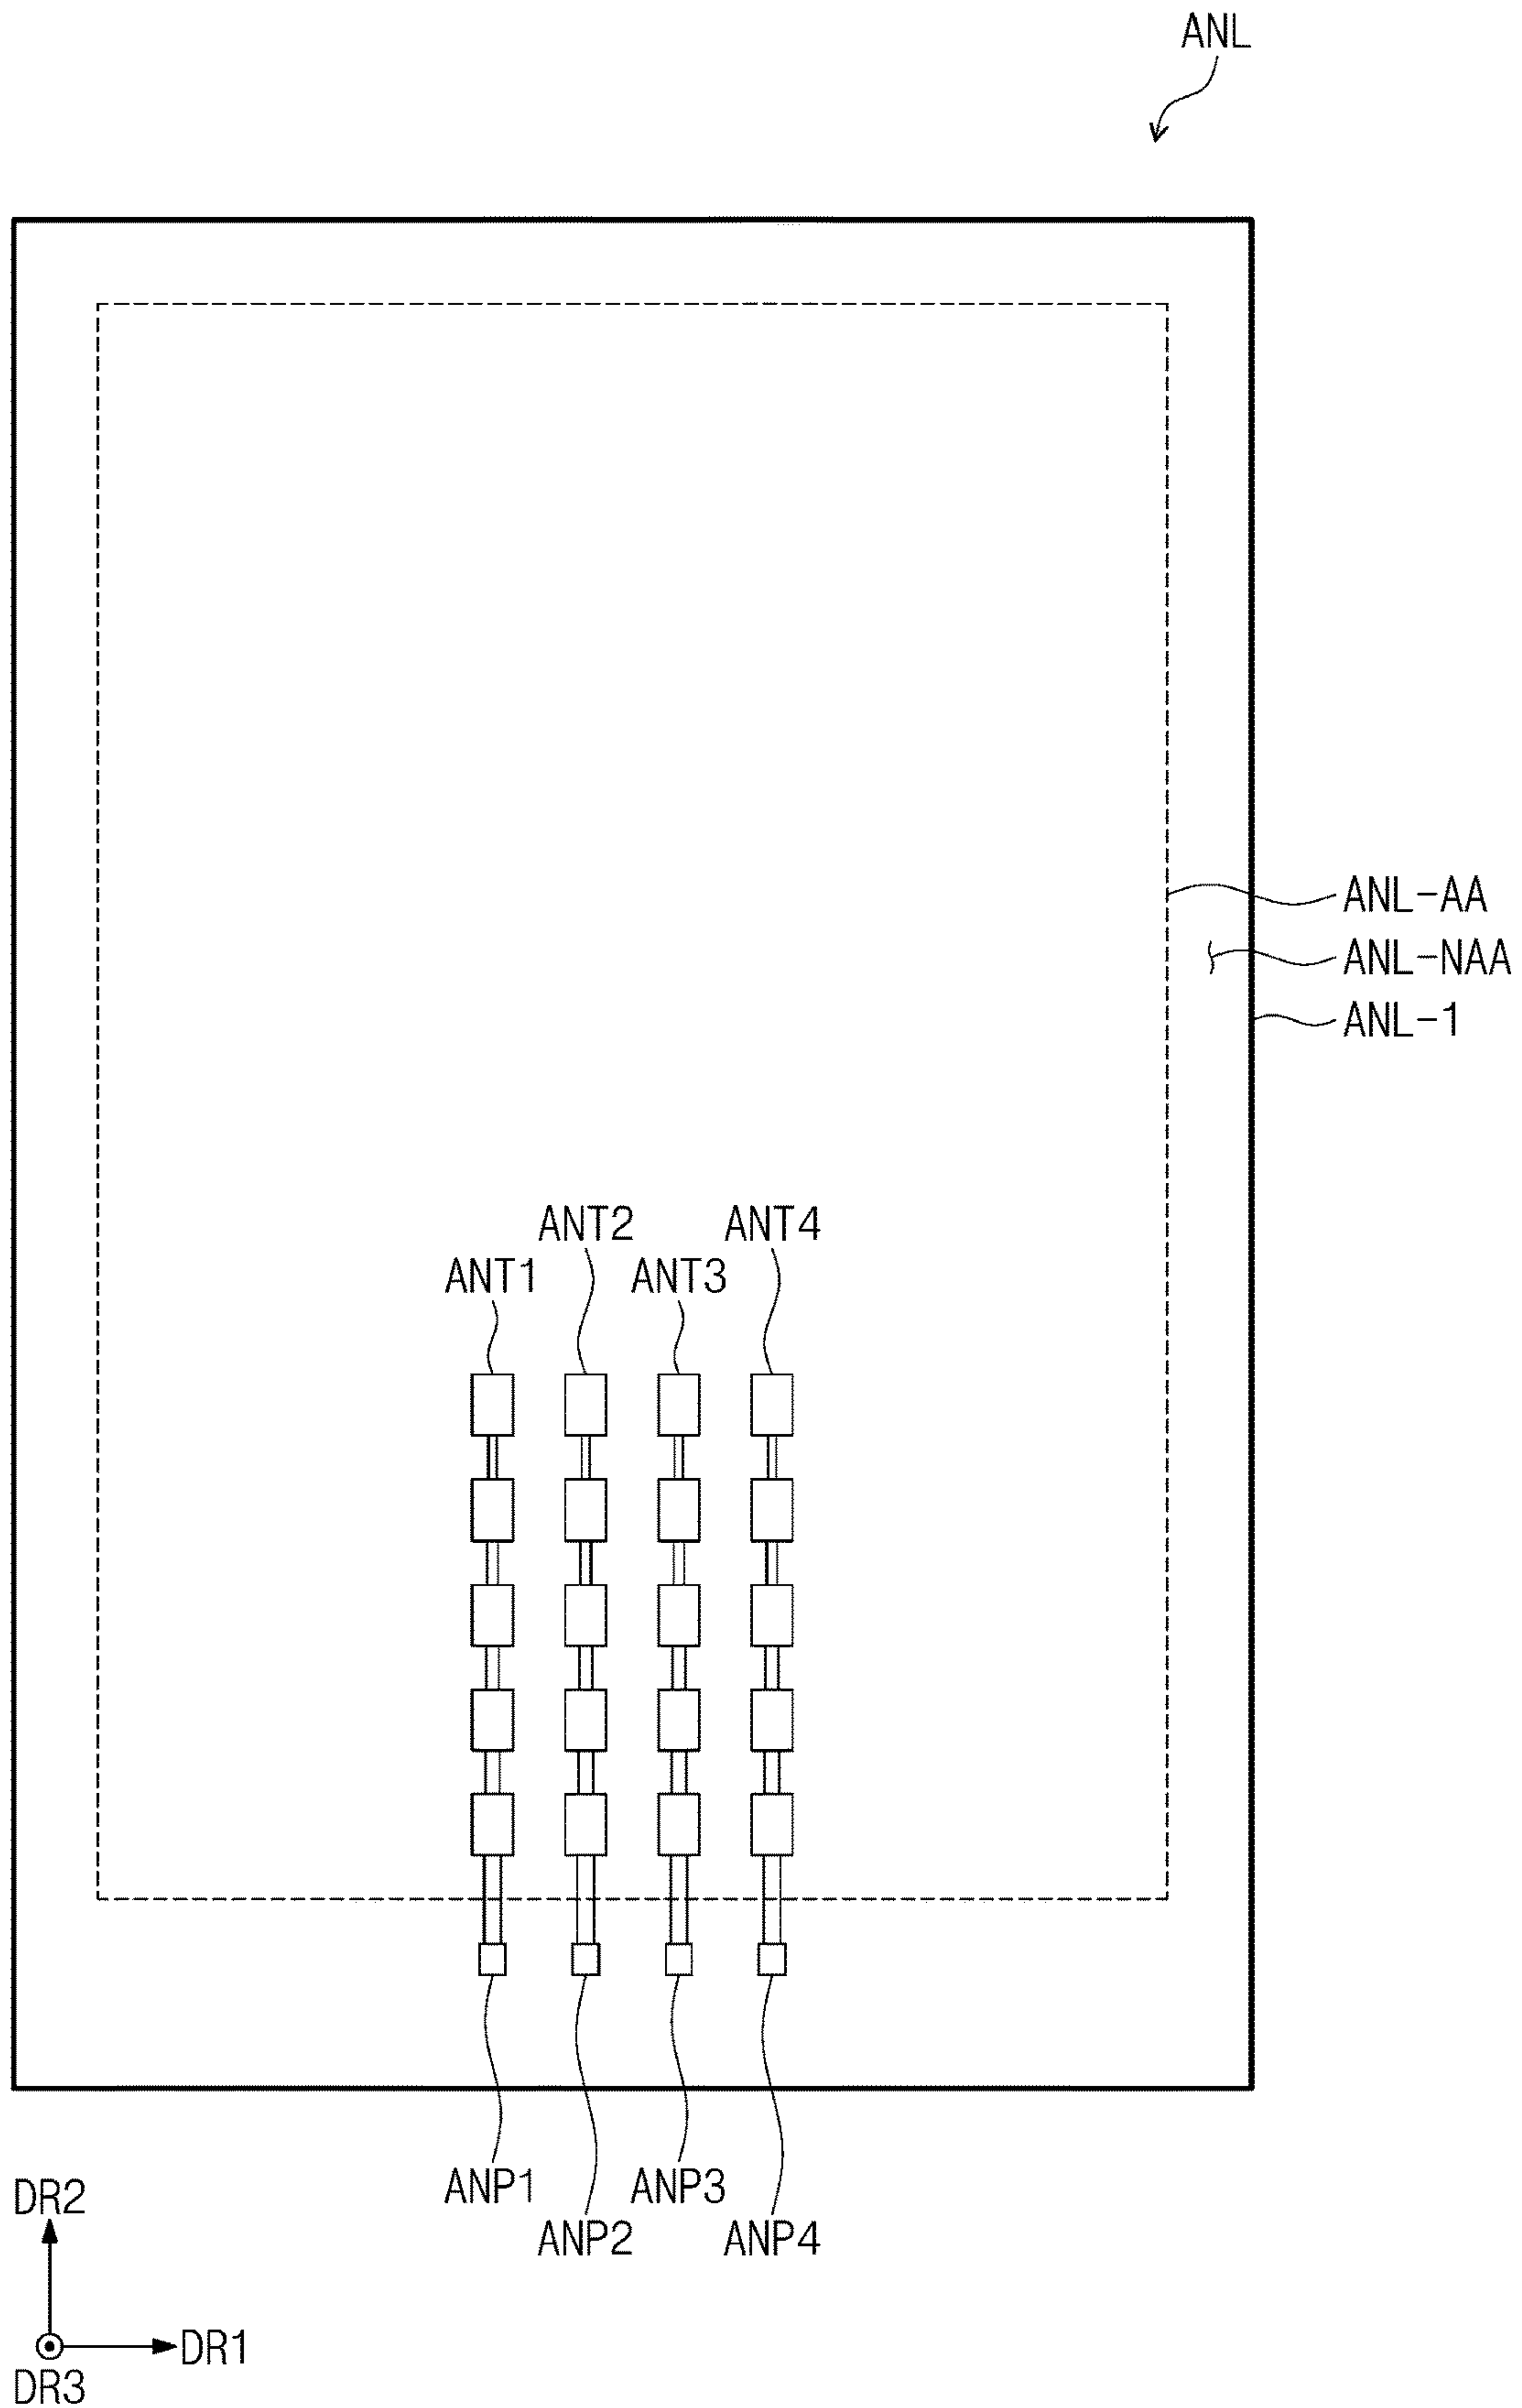 ANL
ANL-AA
ANL-NAA
ANL-1
ANT2
ANT4
ANT1
ANT3
ANP1
ANP3
ANP2
ANP4
DR2
DR1
DR3